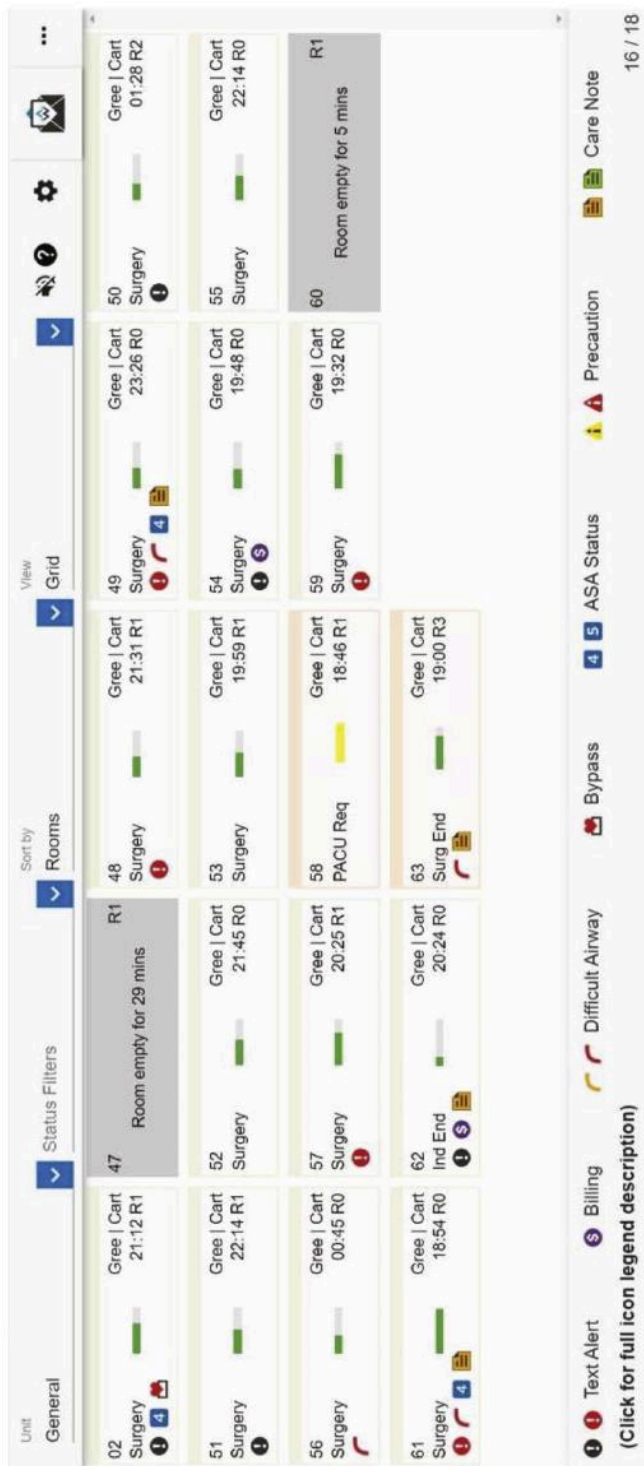 Unit
General
Status Filters
Sort by
Rooms
View
Grid
?
...
02
Gree | Cart
Surgery
21:12 R1
! 4
47
R1
Room empty for 29 mins
48
Gree | Cart
Surgery
21:31 R1
!
49
Gree | Cart
Surgery
23:26 R0
! 4
50
Gree | Cart
Surgery
01:28 R2
!
51
Gree | Cart
Surgery
22:14 R1
!
52
Gree | Cart
Surgery
21:45 R0
53
Gree | Cart
Surgery
19:59 R1
54
Gree | Cart
Surgery
19:48 R0
! $
55
Gree | Cart
Surgery
22:14 R0
56
Gree | Cart
Surgery
00:45 R0
57
Gree | Cart
Surgery
20:25 R1
!
58
Gree | Cart
PACU Req
18:46 R1
59
Gree | Cart
Surgery
19:32 R0
!
60
R1
Room empty for 5 mins
61
Gree | Cart
Surgery
18:54 R0
! 4
62
Gree | Cart
Ind End
20:24 R0
! $
63
Gree | Cart
Surg End
19:00 R3
! ! Text Alert
$ Billing
Difficult Airway
Bypass
4 5 ASA Status
Precaution
Care Note
(Click for full icon legend description)
16 / 18